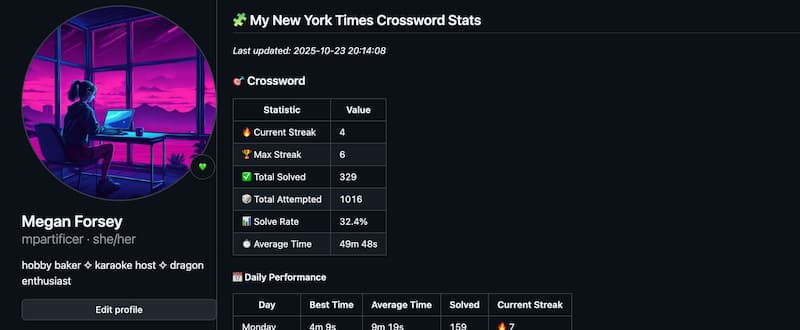 🧩 My New York Times Crossword Stats
Last updated: 2025-10-23 20:14:08
🎯 Crossword
Statistic Value
🔥 Current Streak 4
🏆 Max Streak 6
✅ Total Solved 329
🎲 Total Attempted 1016
📊 Solve Rate 32.4%
⏱️ Average Time 49m 48s
📅 Daily Performance
Day Best Time Average Time Solved Current Streak
Monday 4m 9s 9m 19s 159 🔥 7
💚
Megan Forsey
mpartificer · she/her
hobby baker ✧ karaoke host ✧ dragon
enthusiast
Edit profile